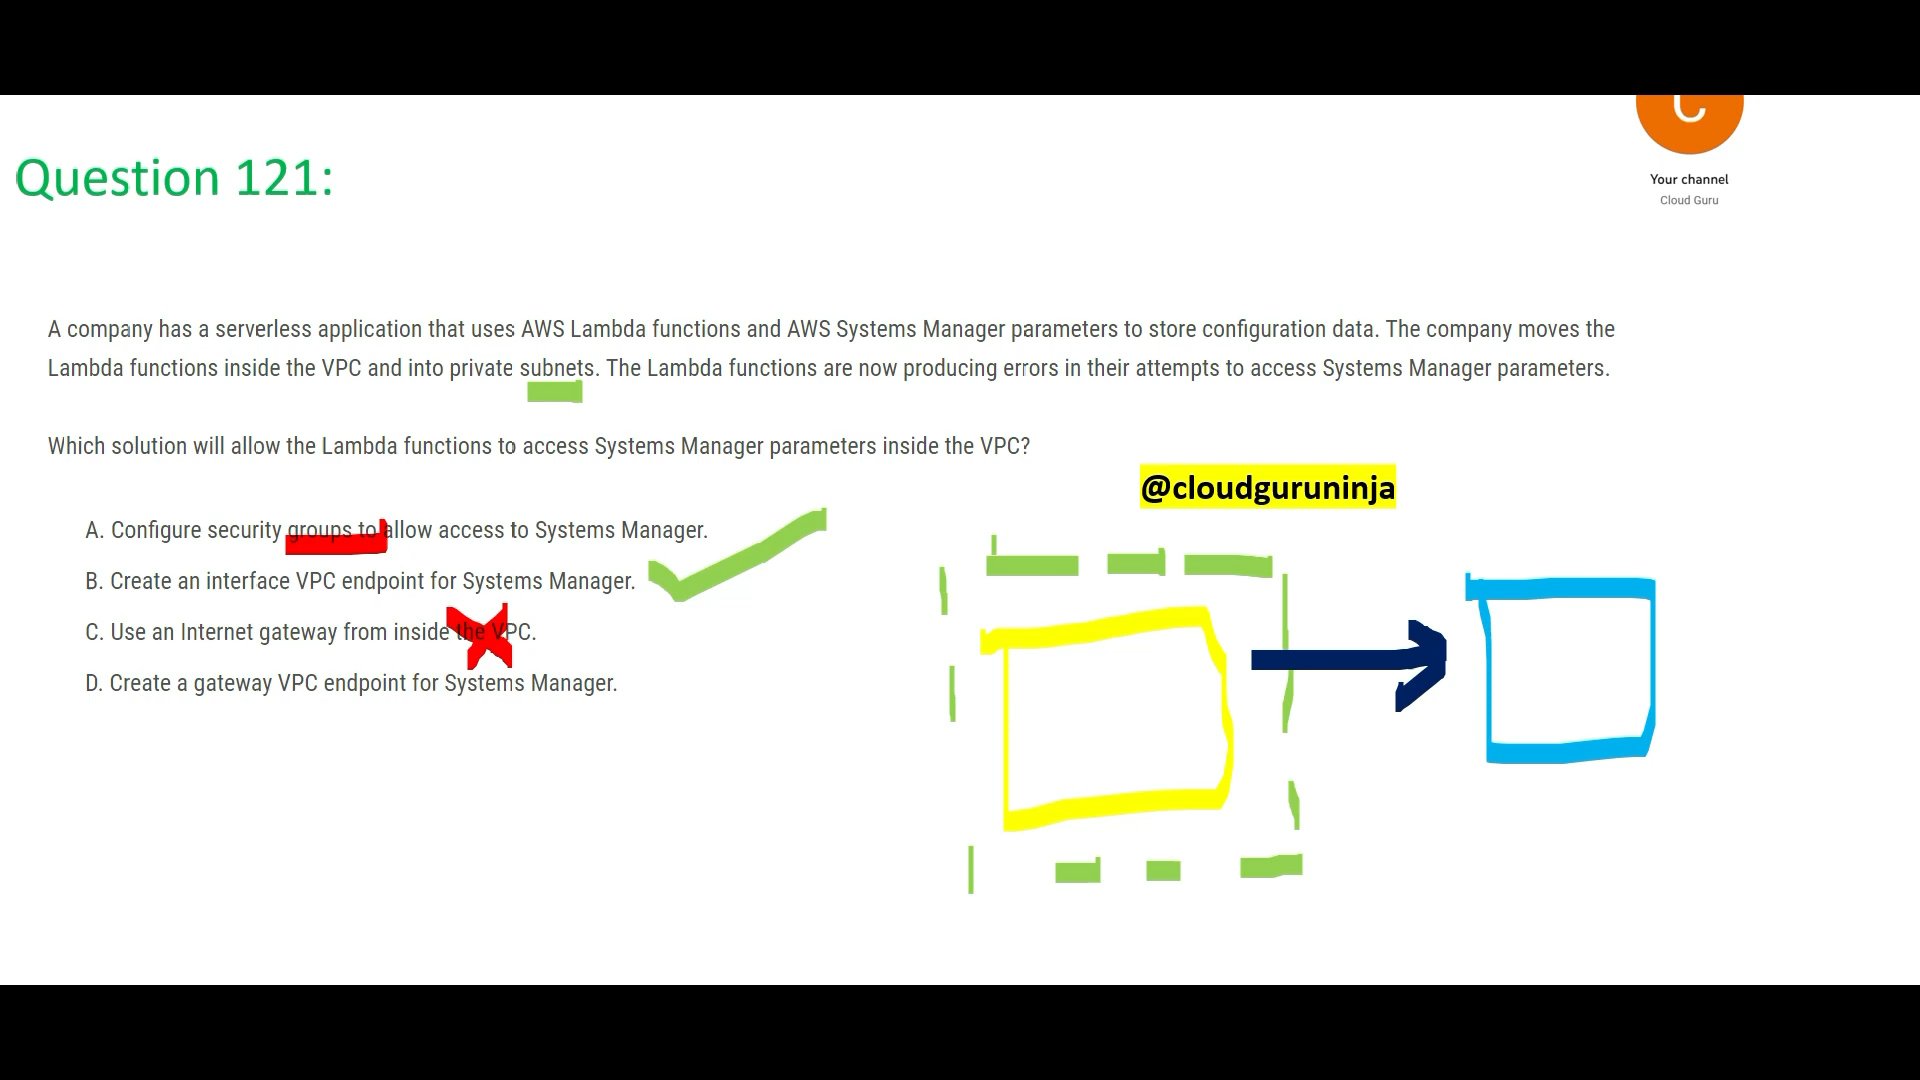 Question 121:
C
Your channel
Cloud Guru
A company has a serverless application that uses AWS Lambda functions and AWS Systems Manager parameters to store configuration data. The company moves the
Lambda functions inside the VPC and into private subnets. The Lambda functions are now producing errors in their attempts to access Systems Manager parameters.
Which solution will allow the Lambda functions to access Systems Manager parameters inside the VPC?
@cloudguruninja
A. Configure security groups to allow access to Systems Manager.
B. Create an interface VPC endpoint for Systems Manager.
C. Use an Internet gateway from inside the VPC.
D. Create a gateway VPC endpoint for Systems Manager.